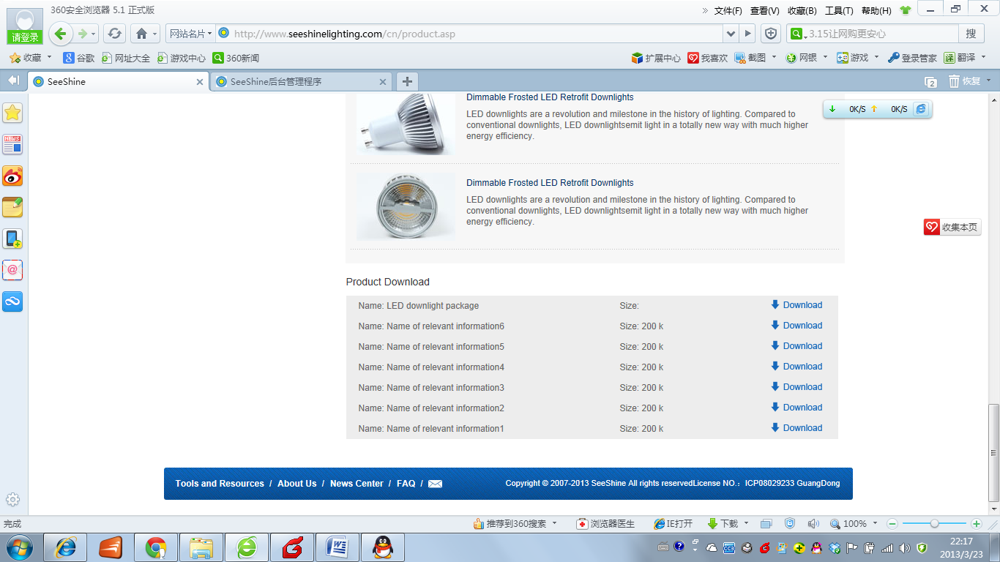 360安全浏览器 5.1 正式版
» 文件(F) 查看(V) 收藏(B) 工具(T) 帮助(H)
请登录
网站名片
http://www.seeshinelighting.com/cn/product.asp
3.15让网购更安心
搜
收藏 谷歌 网址大全 游戏中心 360新闻
扩展中心 我喜欢 截图 网银 游戏 登录管家 翻译
SeeShine
SeeShine后台管理程序
2 恢复
0K/S 0K/S
NEWS
Dimmable Frosted LED Retrofit Downlights
LED downlights are a revolution and milestone in the history of lighting. Compared to
conventional downlights, LED downlightsemit light in a totally new way with much higher
energy efficiency.
Dimmable Frosted LED Retrofit Downlights
LED downlights are a revolution and milestone in the history of lighting. Compared to
conventional downlights, LED downlightsemit light in a totally new way with much higher
energy efficiency.
收集本页
Product Download
Name: LED downlight package Size: Download
Name: Name of relevant information6 Size: 200 k Download
Name: Name of relevant information5 Size: 200 k Download
Name: Name of relevant information4 Size: 200 k Download
Name: Name of relevant information3 Size: 200 k Download
Name: Name of relevant information2 Size: 200 k Download
Name: Name of relevant information1 Size: 200 k Download
Tools and Resources / About Us / News Center / FAQ /
Copyright © 2007-2013 SeeShine All rights reservedLicense NO.：ICP08029233 GuangDong
完成
推荐到360搜索 浏览器医生 IE打开 下载 100%
22:17
2013/3/23